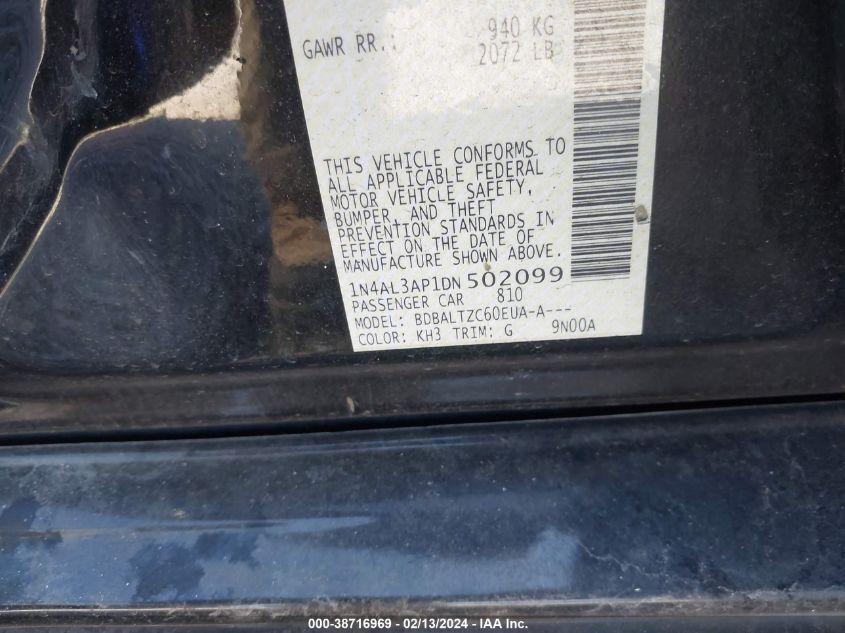 GAWR RR.: 940 KG
2072 LB
THIS VEHICLE CONFORMS TO
ALL APPLICABLE FEDERAL
MOTOR VEHICLE SAFETY,
BUMPER, AND THEFT
PREVENTION STANDARDS IN
EFFECT ON THE DATE OF
MANUFACTURE SHOWN ABOVE.
1N4AL3AP1DN 502099
PASSENGER CAR 810
MODEL: BDBALTZC60EUA-A---
COLOR: KH3 TRIM: G 9N00A
000-38716969 - 02/13/2024 - IAA Inc.